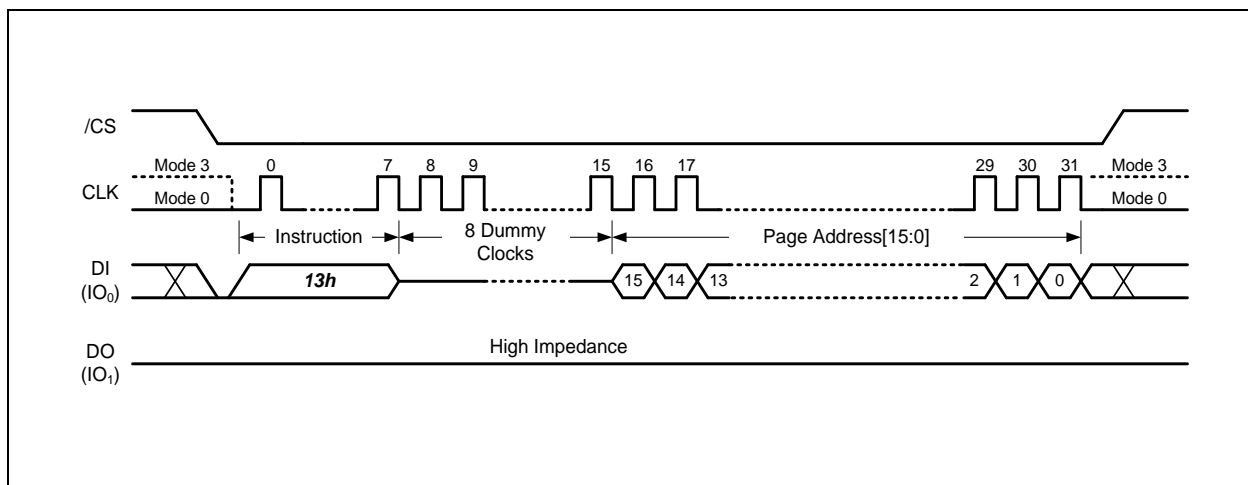 /CS
Mode 3 0 7 8 9 15 16 17 29 30 31 Mode 3
CLK
Mode 0 Mode 0
Instruction 8 Dummy Clocks Page Address[15:0]
DI (IO₀) 13h 15 14 13 2 1 0
High Impedance
DO (IO₁)